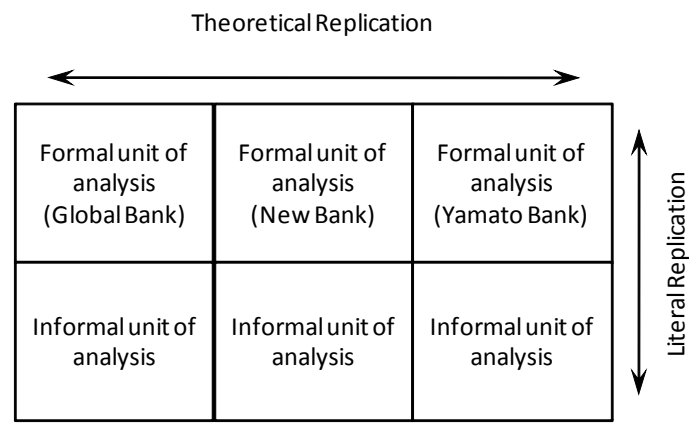 Theoretical Replication
Formal unit of
analysis
(Global Bank)
Formal unit of
analysis
(New Bank)
Formal unit of
analysis
(Yamato Bank)
Literal Replication
Informal unit of
analysis
Informal unit of
analysis
Informal unit of
analysis